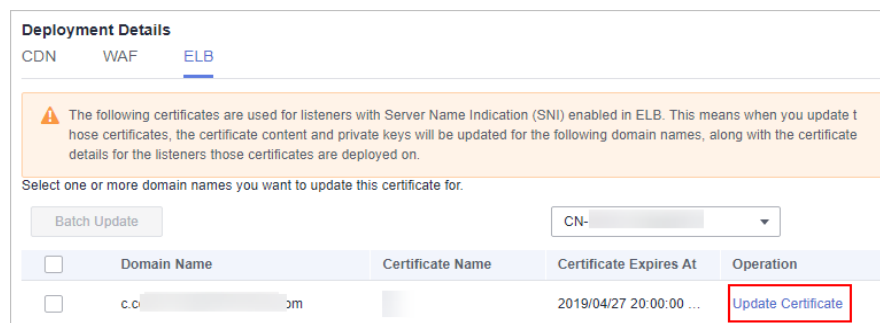 Deployment Details
CDN WAF ELB
The following certificates are used for listeners with Server Name Indication (SNI) enabled in ELB. This means when you update t
hose certificates, the certificate content and private keys will be updated for the following domain names, along with the certificate
details for the listeners those certificates are deployed on.
Select one or more domain names you want to update this certificate for.
Batch Update CN-
Domain Name Certificate Name Certificate Expires At Operation
2019/04/27 20:00:00 ... Update Certificate